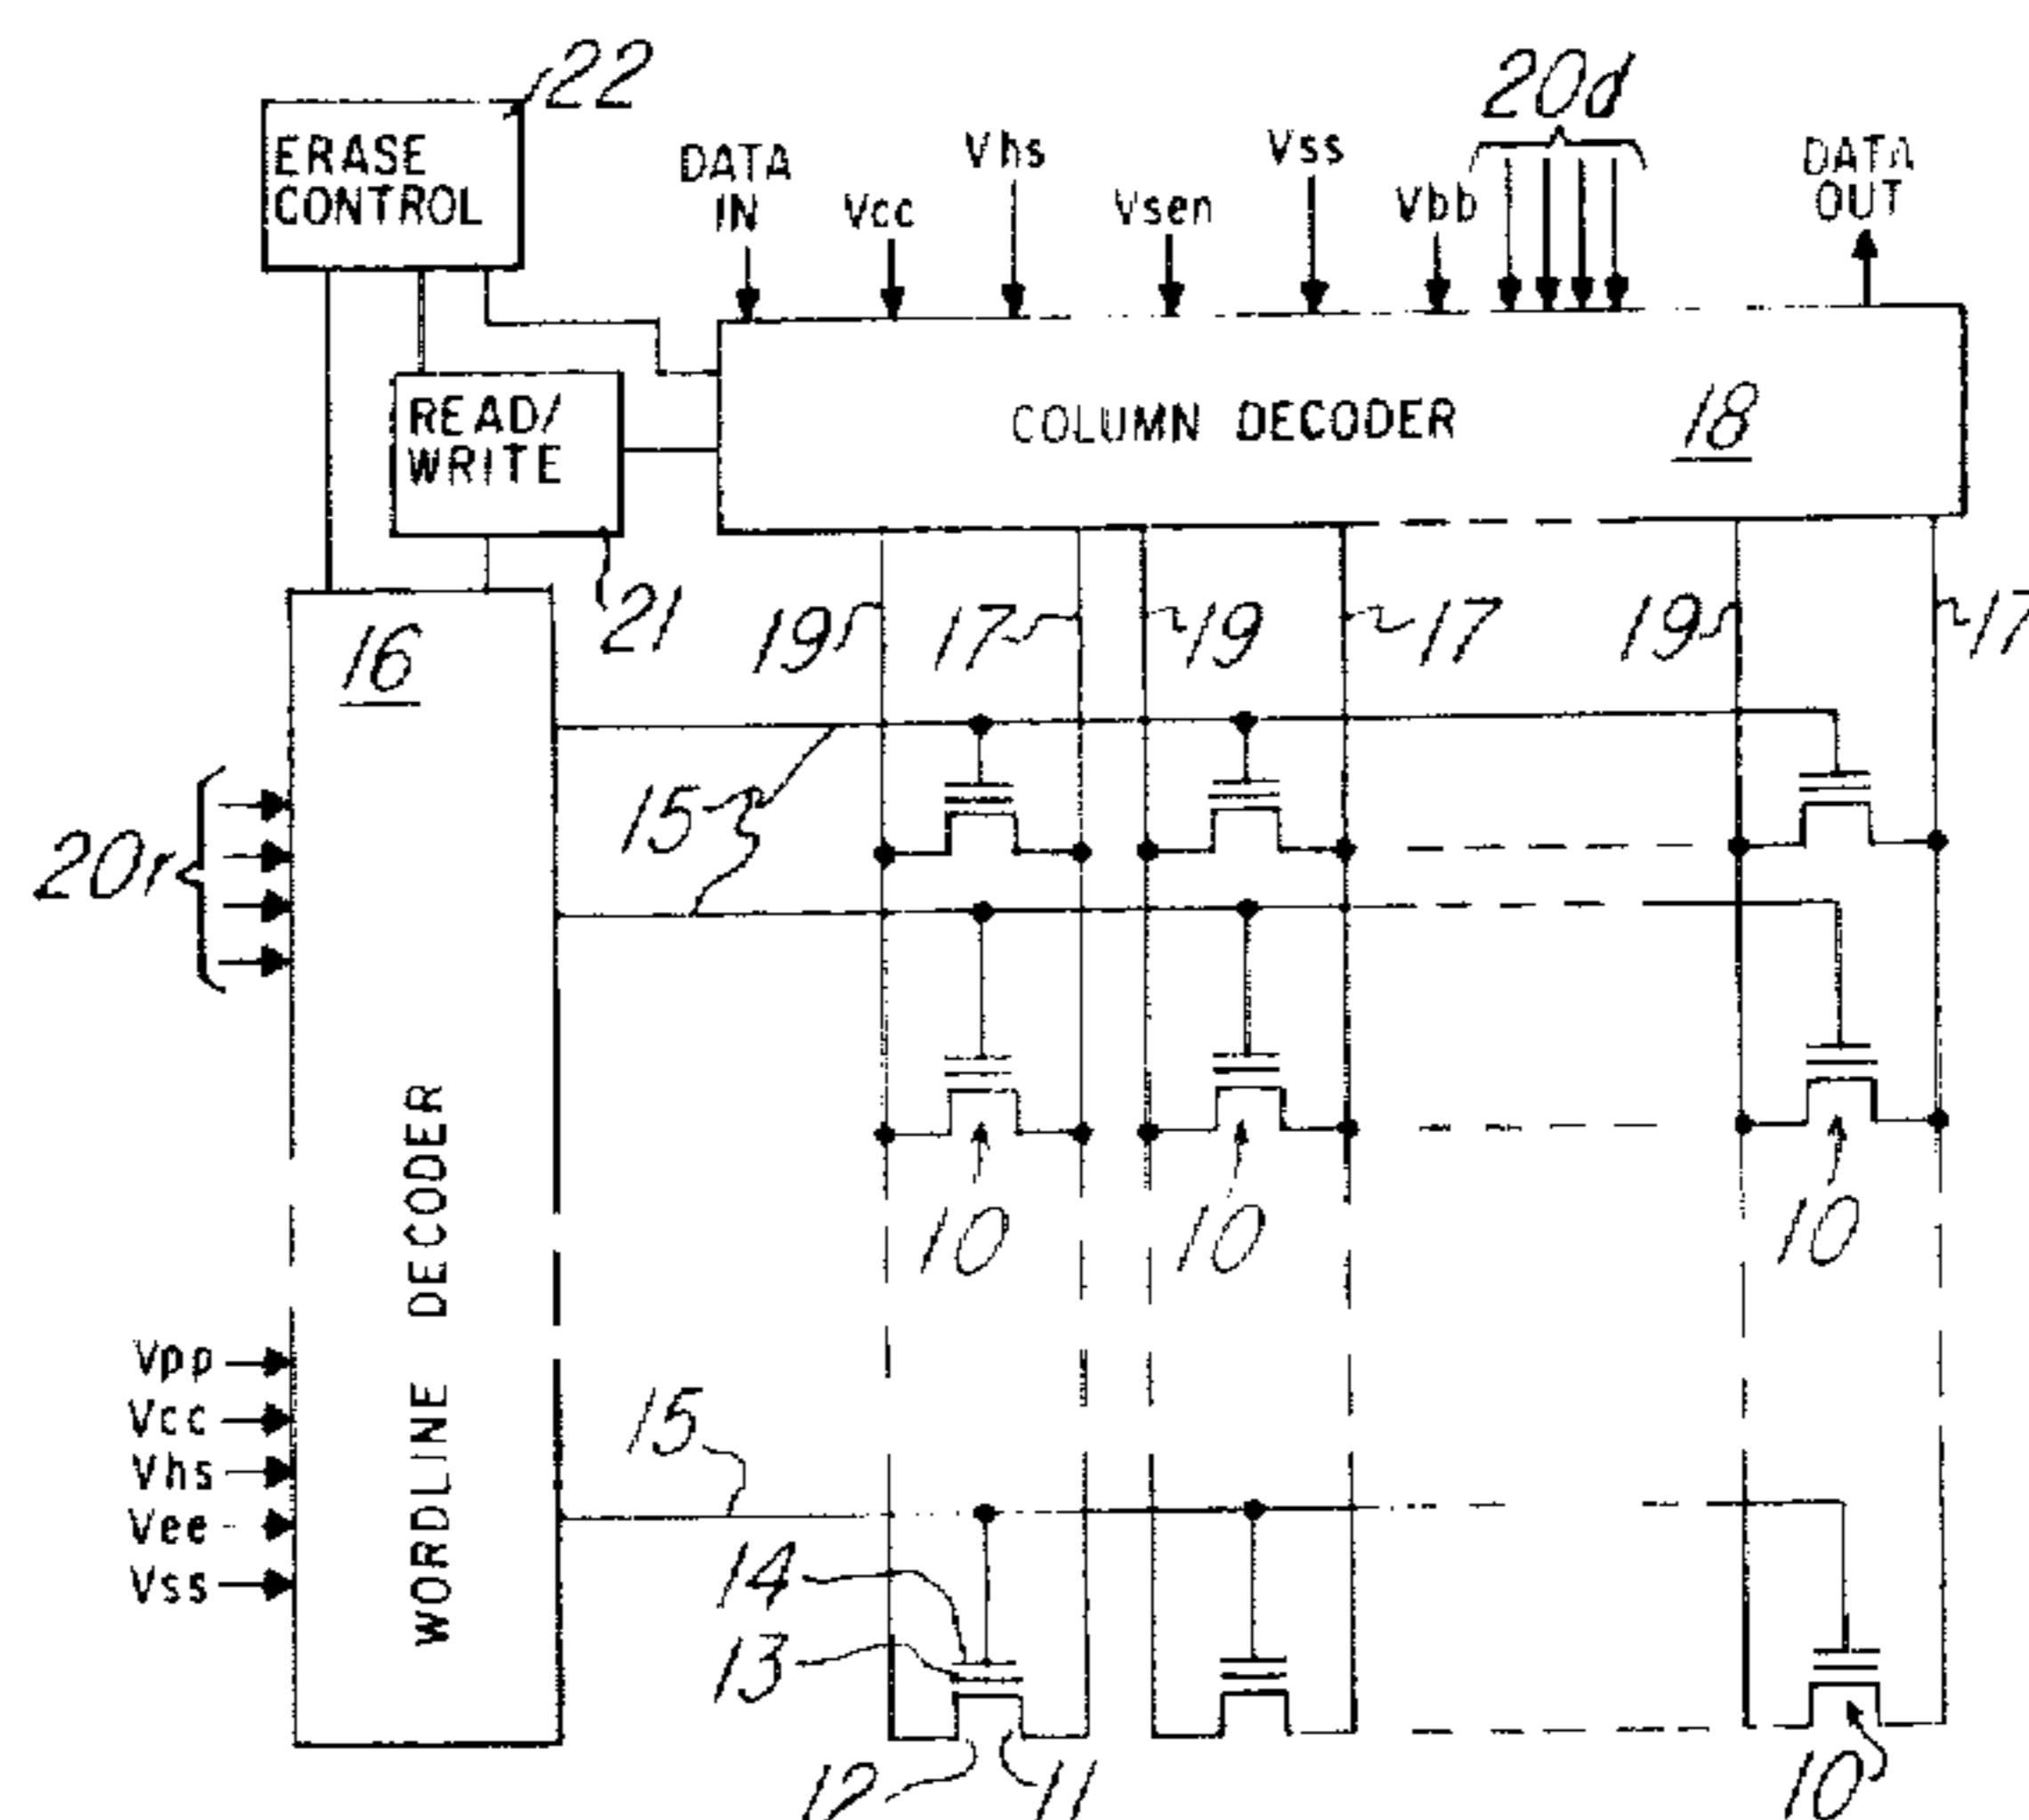 22
20d
ERASE
CONTROL
DATA
IN
Vcc
Vhs
Vsen
Vss
Vbb
DATA
OUT
READ/
WRITE
COLUMN DECODER
18
21
16
19
17
19
17
19
17
15
20r
10
10
10
WORDLINE DECODER
Vpp
Vcc
Vhs
Vee
Vss
15
14
13
12
11
10